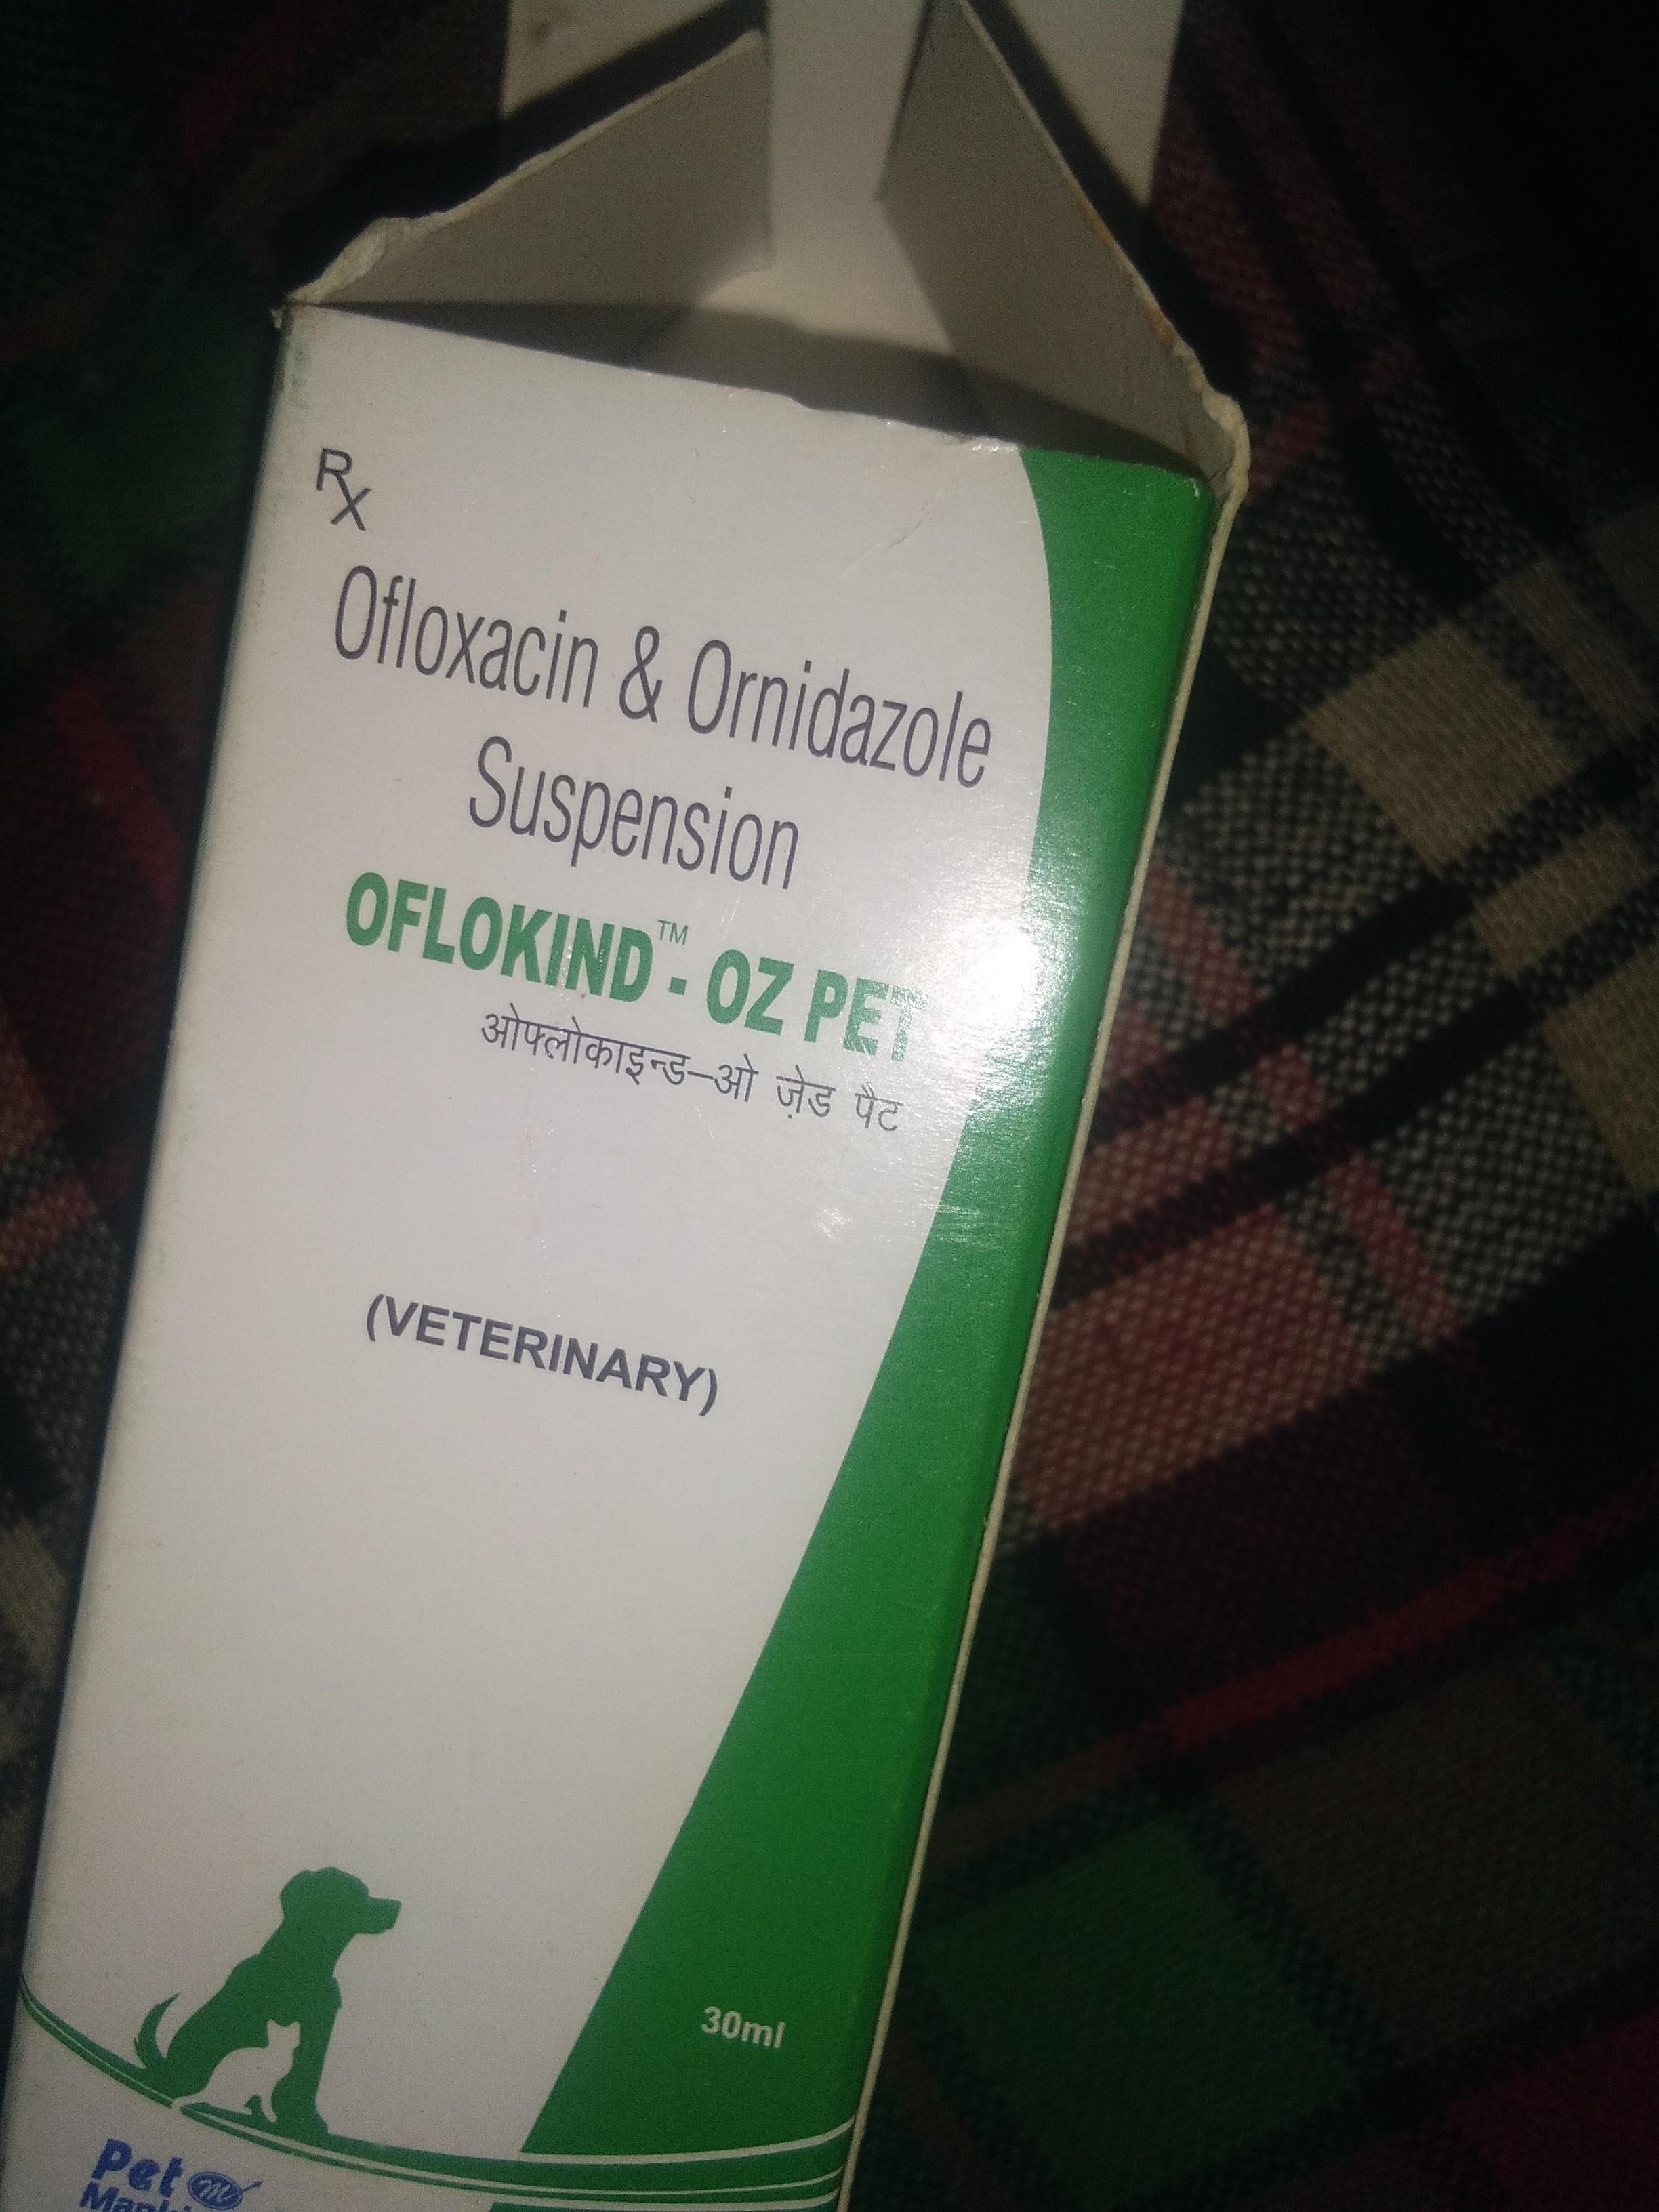 Rx
Ofloxacin & Ornidazole
Suspension
OFLOKIND™- OZ PET
ओफ्लोकाइन्ड–ओ ज़ेड पैट
(VETERINARY)
30ml
Pet